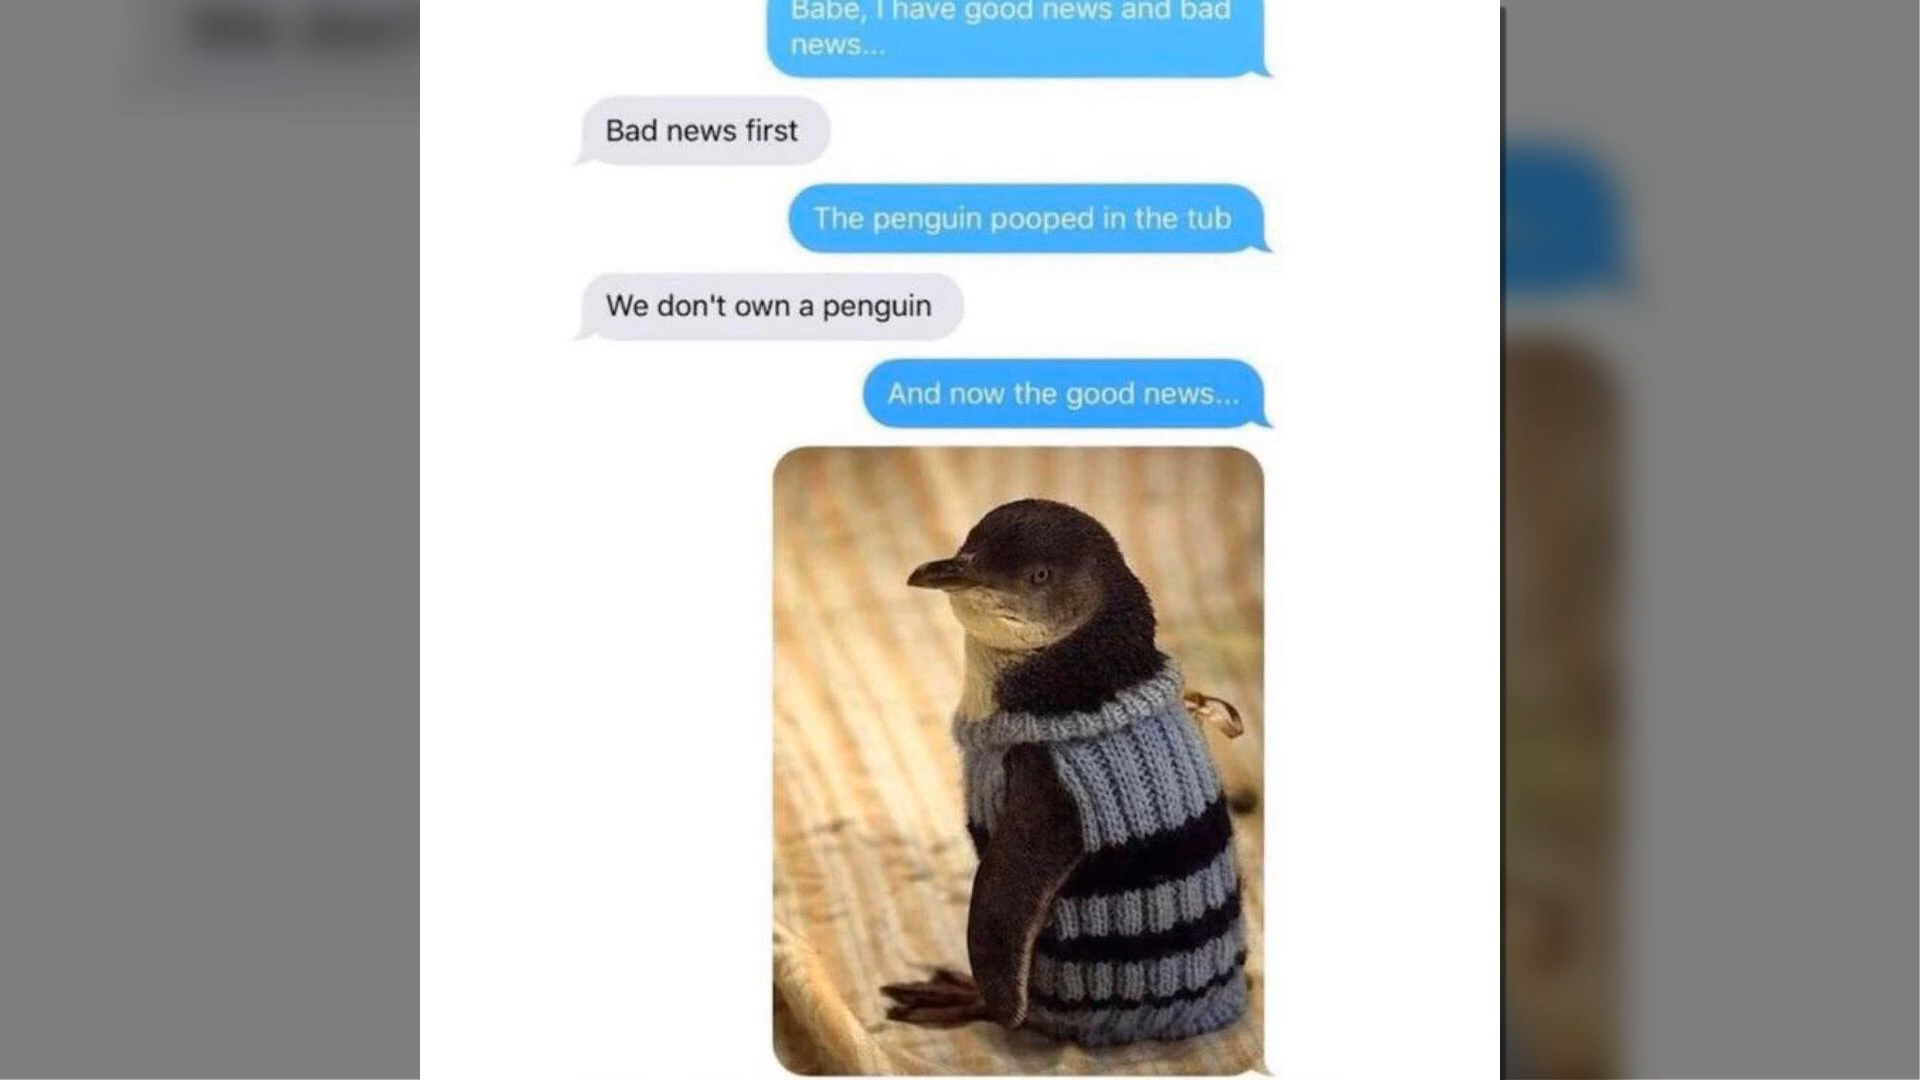 Babe, I have good news and bad
news...
Bad news first
The penguin pooped in the tub
We don't own a penguin
And now the good news...